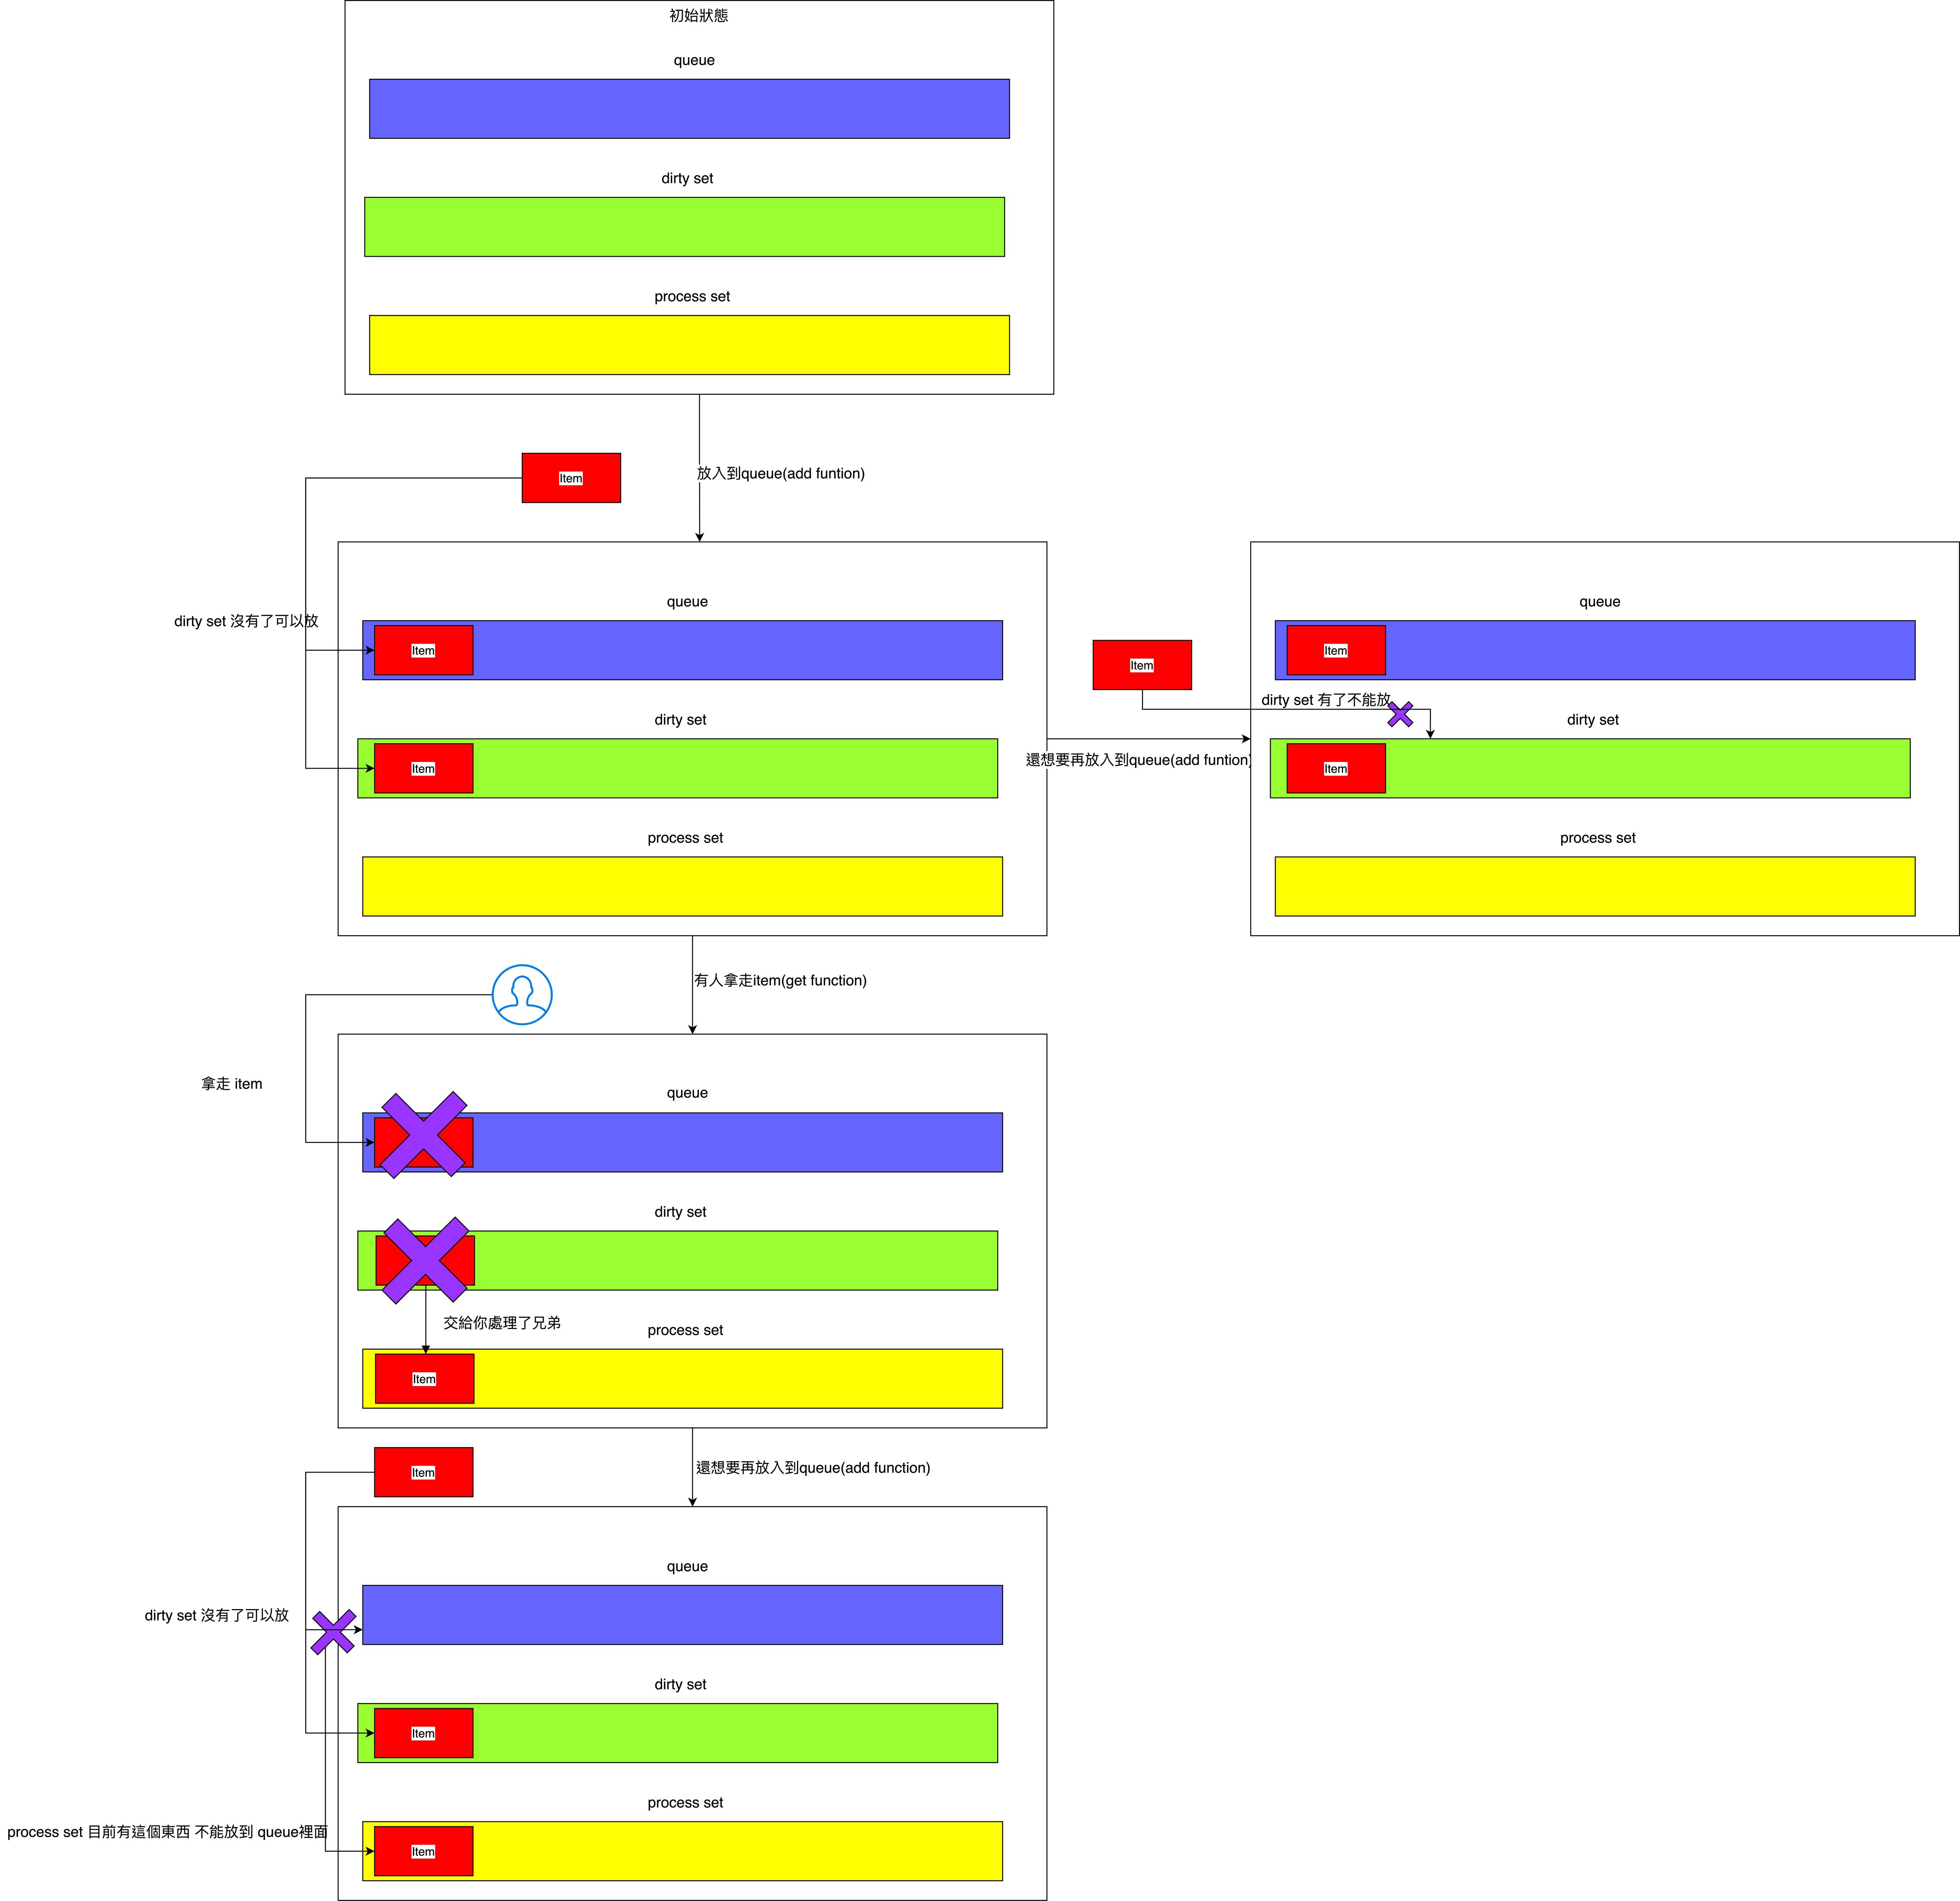 初始狀態
queue
dirty set
process set
Item
放入到queue(add funtion)
queue
dirty set 沒有了可以放
Item
dirty set
Item
process set
Item
還想要再放入到queue(add funtion)
queue
Item
dirty set 有了不能放
dirty set
Item
process set
有人拿走item(get function)
拿走 item
queue
dirty set
交給你處理了兄弟
process set
Item
Item
還想要再放入到queue(add function)
queue
dirty set 沒有了可以放
dirty set
Item
process set
process set 目前有這個東西 不能放到 queue裡面
Item